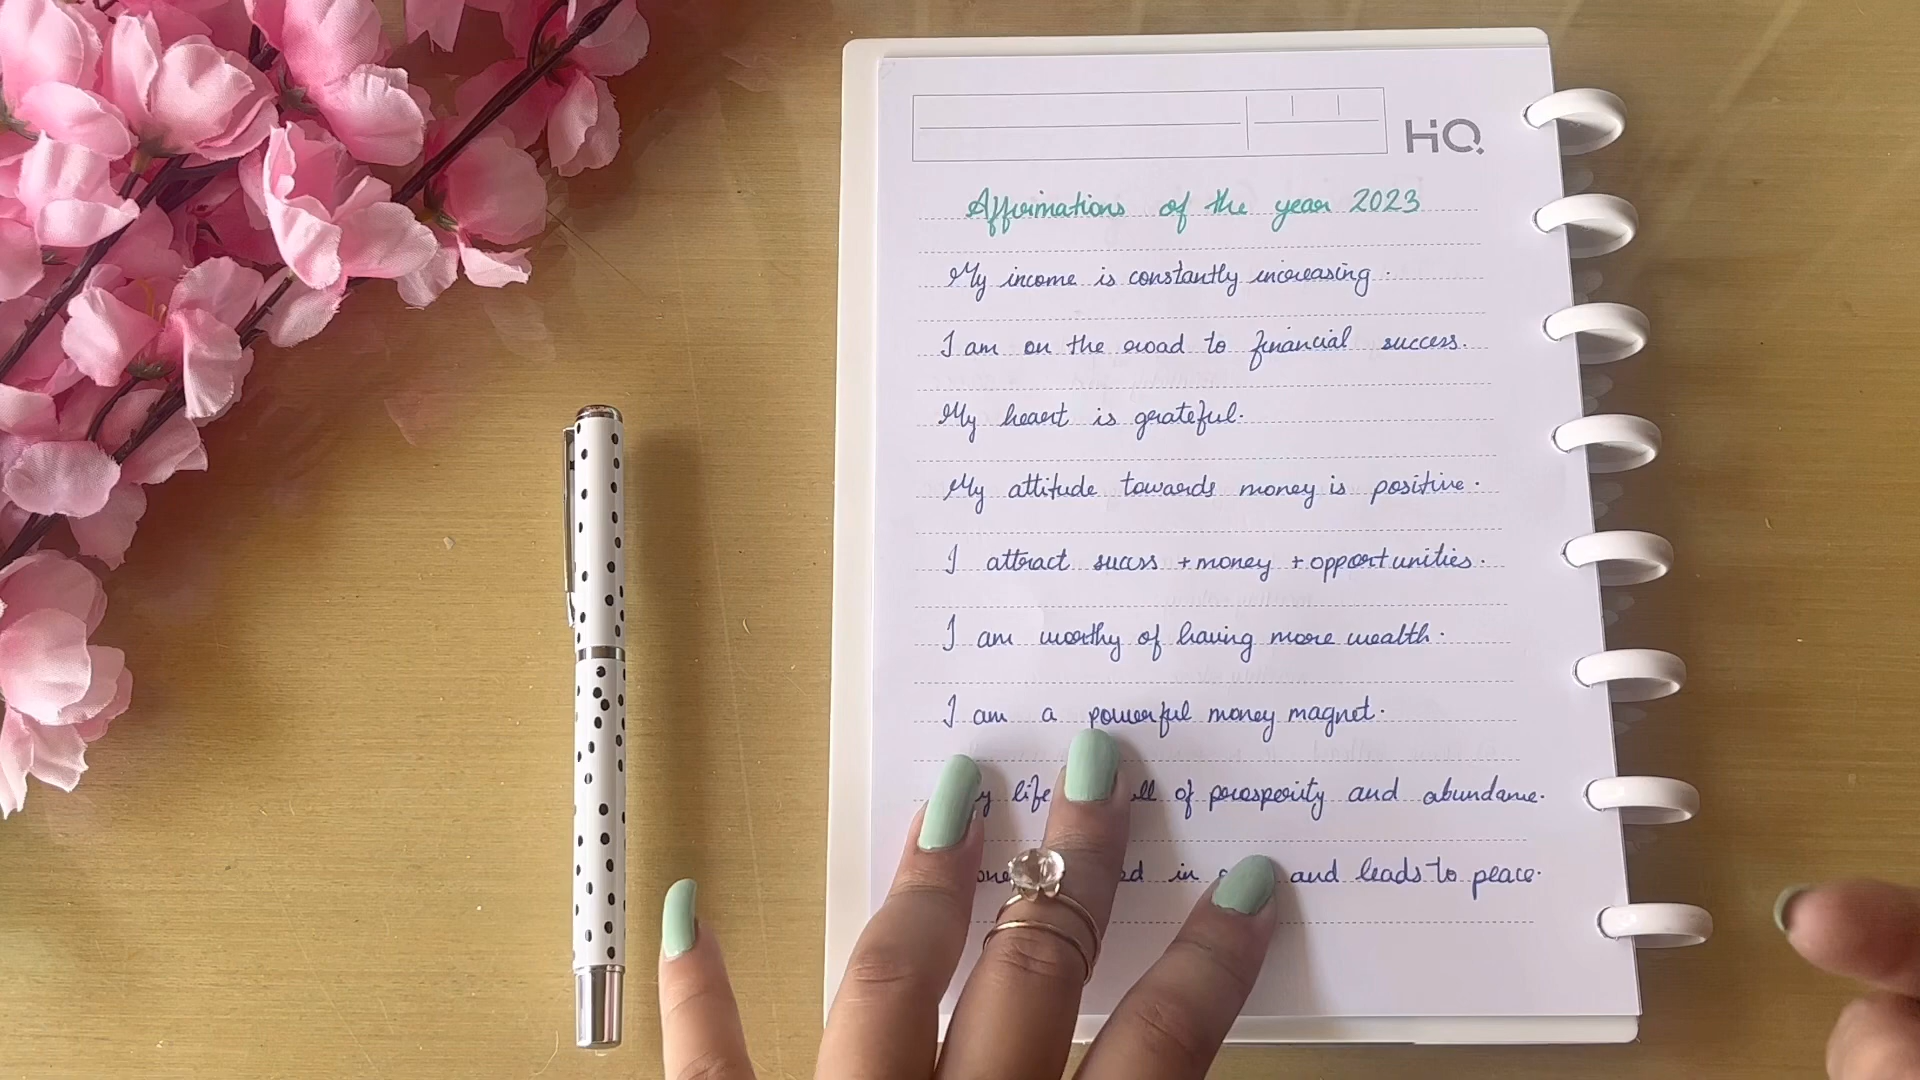 HQ
Affirmations of the year 2023
My income is constantly increasing.
I am on the road to financial success.
My heart is grateful.
My attitude towards money is positive.
I attract succss + money + opportunities.
I am worthy of having more wealth.
I am a powerful money magnet.
life of prosperity and abundance.
in and leads to peace.